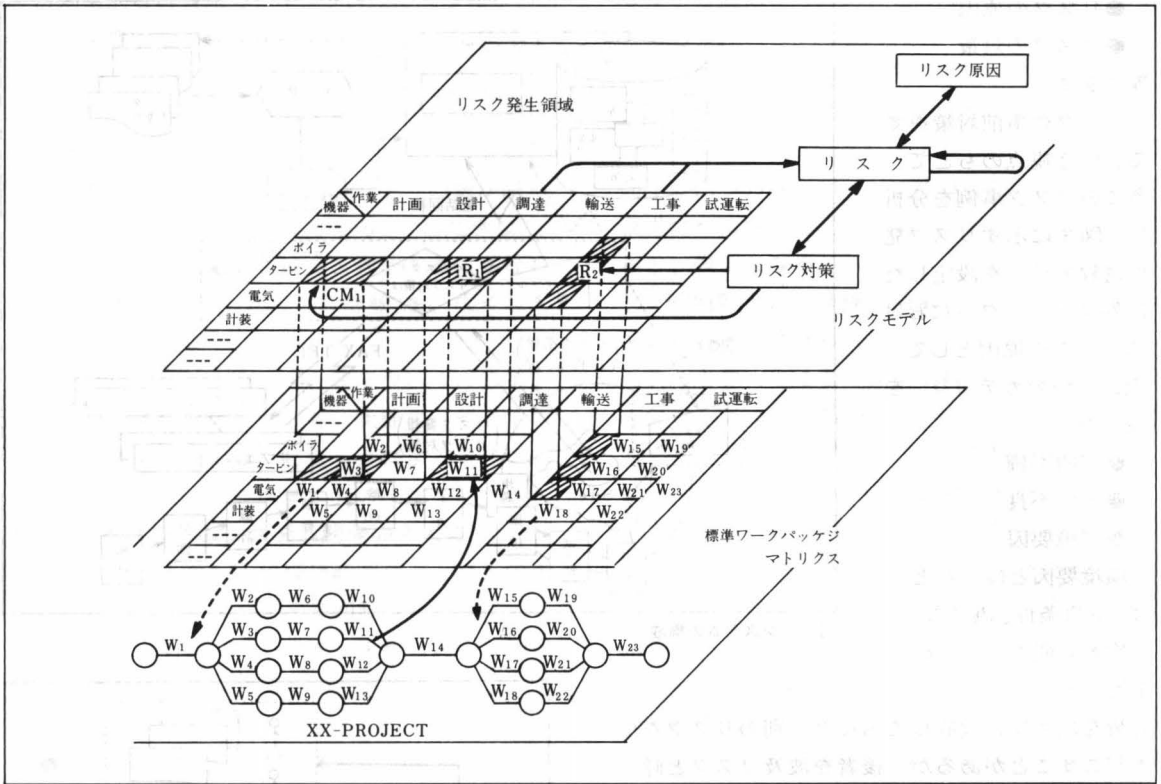 リスク原因
リスク発生領域
リスク
機器 作業 計画 設計 調達 輸送 工事 試運転
---
ボイラ
タービン R₁ R₂
リスク対策
電気 CM₁
計装
リスクモデル
---
---
機器 作業 計画 設計 調達 輸送 工事 試運転
---
ボイラ W₂ W₆ W₁₀ W₁₅ W₁₉
タービン W₃ W₇ W₁₁ W₁₆ W₂₀
電気 W₁ W₄ W₈ W₁₂ W₁₄ W₁₇ W₂₁ W₂₃
計装 W₅ W₉ W₁₃ W₁₈ W₂₂
標準ワークパッケジ
マトリクス
---
---
W₂ W₆ W₁₀ W₁₅ W₁₉
W₃ W₇ W₁₁ W₁₆ W₂₀
W₁ W₁₄ W₂₃
W₄ W₈ W₁₂ W₁₇ W₂₁
W₅ W₉ W₁₃ W₁₈ W₂₂
XX-PROJECT